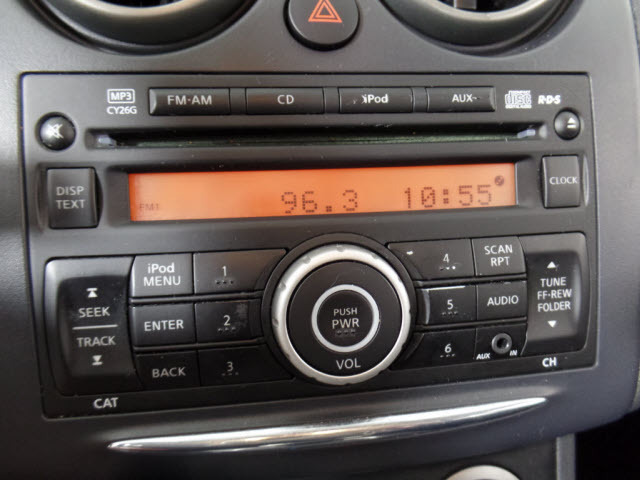 MP3 FM-AM CD iPod AUX RDS
CY26G
DISP TEXT
FM1 96.3 10:55
CLOCK
SEEK
TRACK
CAT
iPod MENU
ENTER
BACK
1
2
3
PUSH
PWR
VOL
4
5
6
SCAN RPT
AUDIO
AUX IN
TUNE
FF-REW
FOLDER
CH